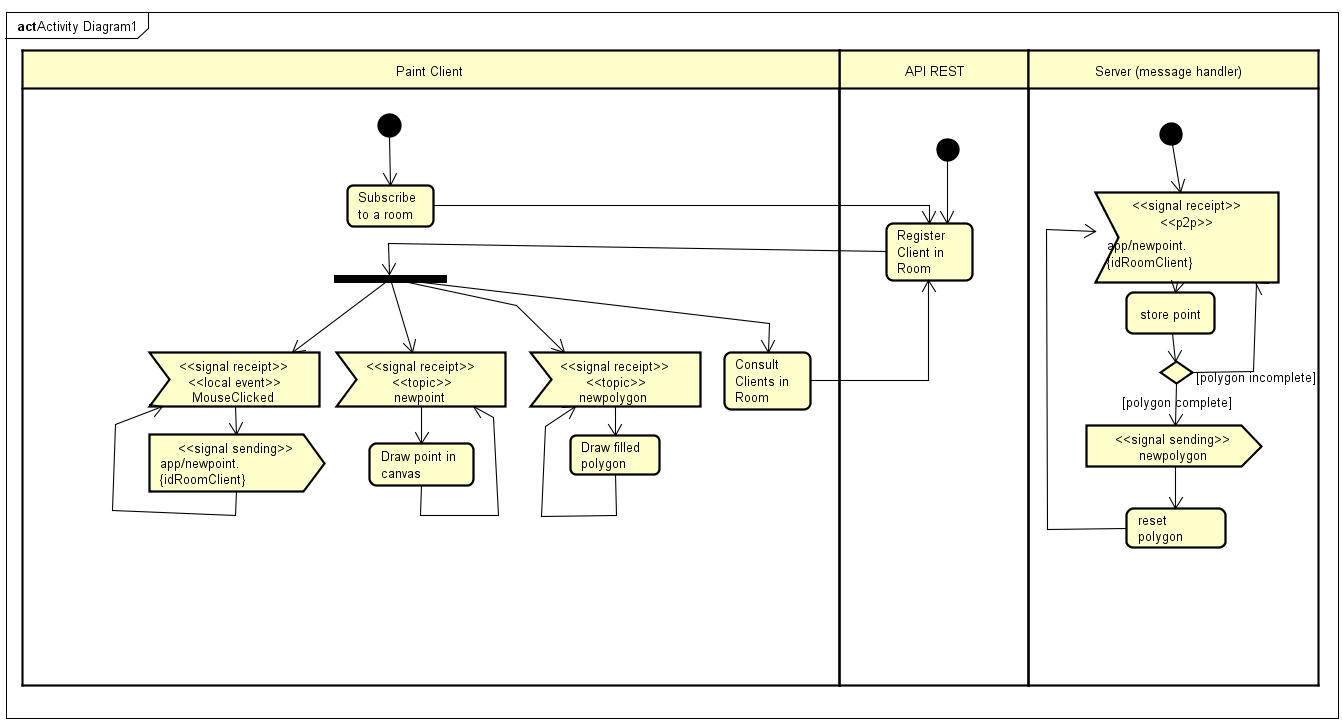 actActivity Diagram1
Paint Client
API REST
Server (message handler)
Subscribe
to a room
Register
Client in
Room
<<signal receipt>>
<<p2p>>
app/newpoint.
{idRoomClient}
store point
[polygon incomplete]
[polygon complete]
<<signal sending>>
newpolygon
reset
polygon
<<signal receipt>>
<<local event>>
MouseClicked
<<signal receipt>>
<<topic>>
newpoint
<<signal receipt>>
<<topic>>
newpolygon
Consult
Clients in
Room
<<signal sending>>
app/newpoint.
{idRoomClient}
Draw point in
canvas
Draw filled
polygon